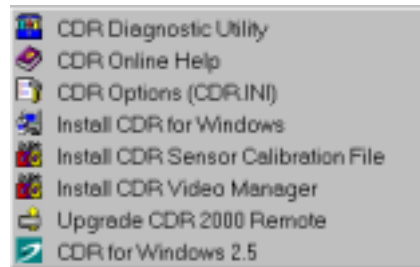 CDR Diagnostic Utility
CDR Online Help
CDR Options (CDR.INI)
Install CDR for Windows
Install CDR Sensor Calibration File
Install CDR Video Manager
Upgrade CDR 2000 Remote
CDR for Windows 2.5